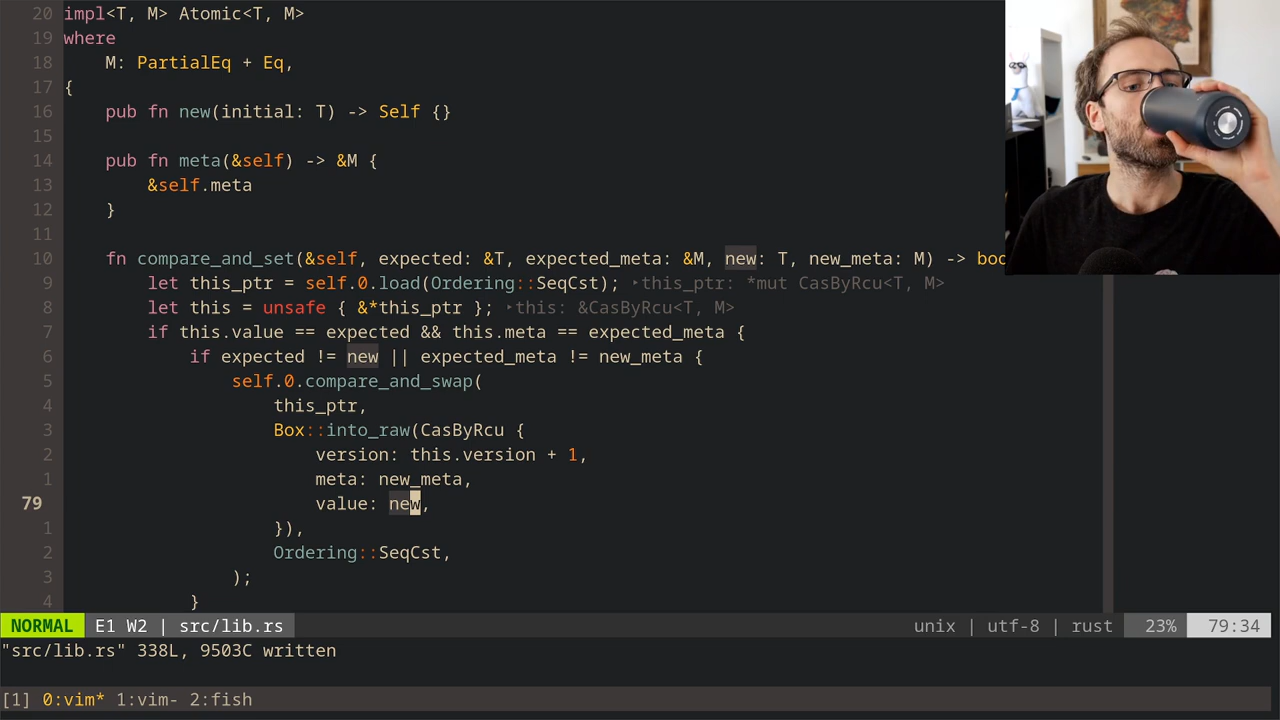 20 impl<T, M> Atomic<T, M>
19 where
18     M: PartialEq + Eq,
17 {
16     pub fn new(initial: T) -> Self {}
15
14     pub fn meta(&self) -> &M {
13         &self.meta
12     }
11
10     fn compare_and_set(&self, expected: &T, expected_meta: &M, new: T, new_meta: M) -> boo
9         let this_ptr = self.0.load(Ordering::SeqCst); ‣this_ptr: *mut CasByRcu<T, M>
8         let this = unsafe { &*this_ptr }; ‣this: &CasByRcu<T, M>
7         if this.value == expected && this.meta == expected_meta {
6             if expected != new || expected_meta != new_meta {
5                 self.0.compare_and_swap(
4                     this_ptr,
3                     Box::into_raw(CasByRcu {
2                         version: this.version + 1,
1                         meta: new_meta,
79                         value: new,
1                     }),
2                     Ordering::SeqCst,
3                 );
4             }
NORMAL E1 W2 | src/lib.rs unix | utf-8 | rust 23% 79:34
"src/lib.rs" 338L, 9503C written
[1] 0:vim* 1:vim- 2:fish